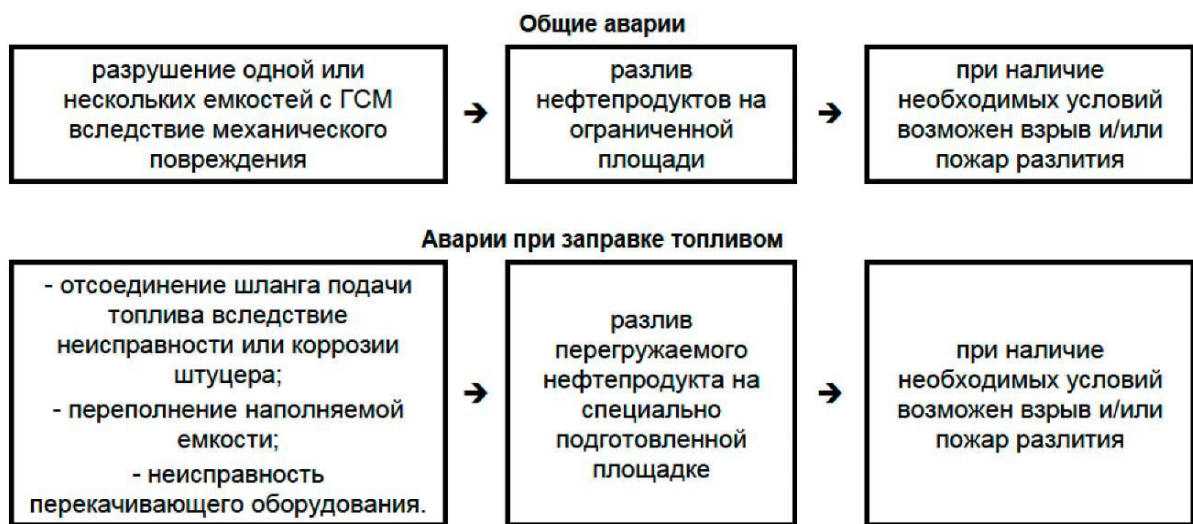 Общие аварии
разрушение одной или
нескольких емкостей с ГСМ
вследствие механического
повреждения
➔
разлив
нефтепродуктов на
ограниченной
площади
➔
при наличие
необходимых условий
возможен взрыв и/или
пожар разлития
Аварии при заправке топливом
- отсоединение шланга подачи
топлива вследствие
неисправности или коррозии
штуцера;
- переполнение наполняемой
емкости;
- неисправность
перекачивающего оборудования.
➔
разлив
перегружаемого
нефтепродукта на
специально
подготовленной
площадке
➔
при наличие
необходимых условий
возможен взрыв и/или
пожар разлития